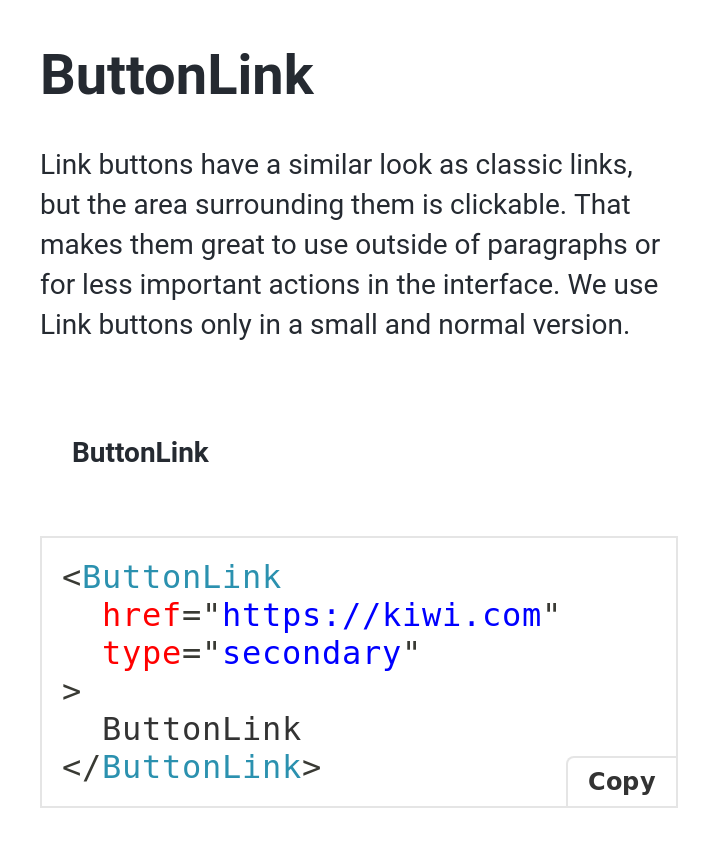 ButtonLink
Link buttons have a similar look as classic links,
but the area surrounding them is clickable. That
makes them great to use outside of paragraphs or
for less important actions in the interface. We use
Link buttons only in a small and normal version.
ButtonLink
<ButtonLink
  href="https://kiwi.com"
  type="secondary"
>
  ButtonLink
</ButtonLink>
Copy